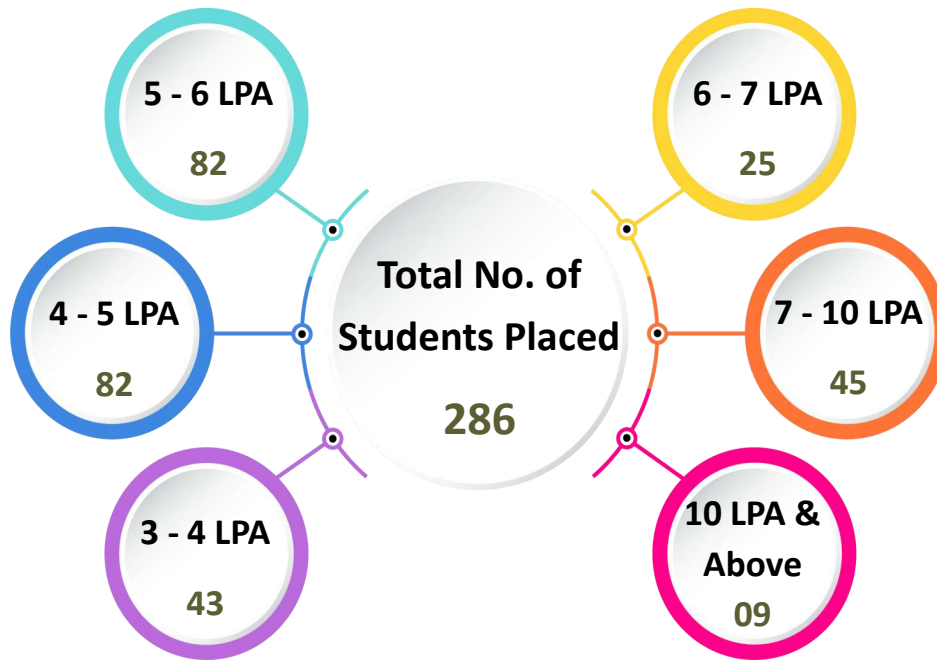 5 - 6 LPA
82
4 - 5 LPA
82
3 - 4 LPA
43
Total No. of
Students Placed
286
6 - 7 LPA
25
7 - 10 LPA
45
10 LPA &
Above
09